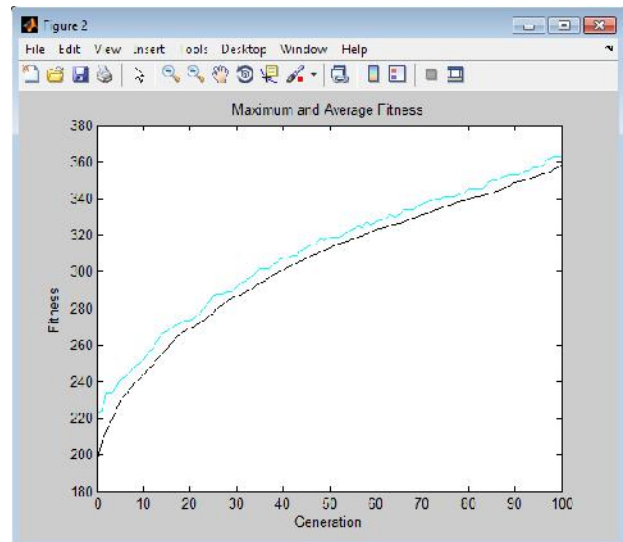 Figure 2
File Edit View Insert Tools Desktop Window Help
Maximum and Average Fitness
380
360
340
320
300
280
260
240
220
200
180
Fitness
0 10 20 30 40 50 60 70 80 90 100
Generation